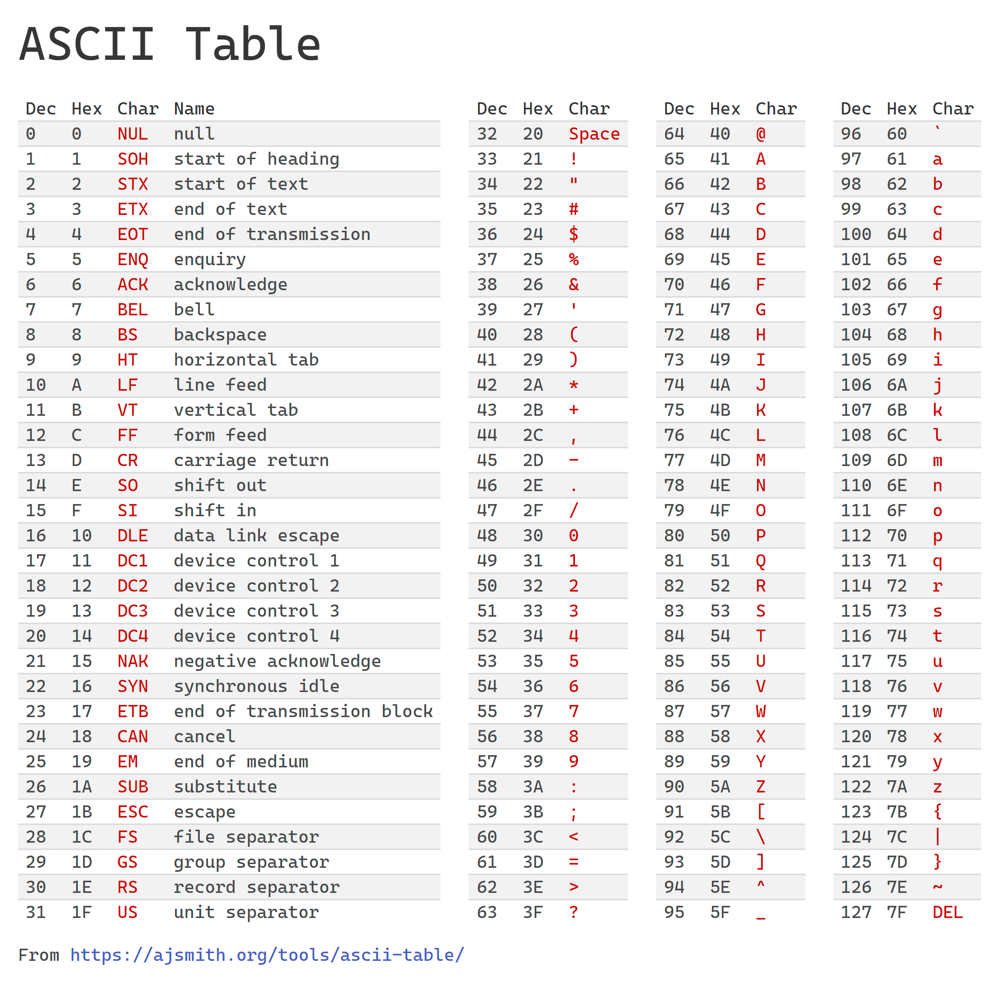 ASCII Table
Dec Hex Char Name Dec Hex Char Dec Hex Char Dec Hex Char
0 0 NUL null 32 20 Space 64 40 @ 96 60 `
1 1 SOH start of heading 33 21 ! 65 41 A 97 61 a
2 2 STX start of text 34 22 " 66 42 B 98 62 b
3 3 ETX end of text 35 23 # 67 43 C 99 63 c
4 4 EOT end of transmission 36 24 $ 68 44 D 100 64 d
5 5 ENQ enquiry 37 25 % 69 45 E 101 65 e
6 6 ACK acknowledge 38 26 & 70 46 F 102 66 f
7 7 BEL bell 39 27 ' 71 47 G 103 67 g
8 8 BS backspace 40 28 ( 72 48 H 104 68 h
9 9 HT horizontal tab 41 29 ) 73 49 I 105 69 i
10 A LF line feed 42 2A * 74 4A J 106 6A j
11 B VT vertical tab 43 2B + 75 4B K 107 6B k
12 C FF form feed 44 2C , 76 4C L 108 6C l
13 D CR carriage return 45 2D - 77 4D M 109 6D m
14 E SO shift out 46 2E . 78 4E N 110 6E n
15 F SI shift in 47 2F / 79 4F O 111 6F o
16 10 DLE data link escape 48 30 0 80 50 P 112 70 p
17 11 DC1 device control 1 49 31 1 81 51 Q 113 71 q
18 12 DC2 device control 2 50 32 2 82 52 R 114 72 r
19 13 DC3 device control 3 51 33 3 83 53 S 115 73 s
20 14 DC4 device control 4 52 34 4 84 54 T 116 74 t
21 15 NAK negative acknowledge 53 35 5 85 55 U 117 75 u
22 16 SYN synchronous idle 54 36 6 86 56 V 118 76 v
23 17 ETB end of transmission block 55 37 7 87 57 W 119 77 w
24 18 CAN cancel 56 38 8 88 58 X 120 78 x
25 19 EM end of medium 57 39 9 89 59 Y 121 79 y
26 1A SUB substitute 58 3A : 90 5A Z 122 7A z
27 1B ESC escape 59 3B ; 91 5B [ 123 7B {
28 1C FS file separator 60 3C < 92 5C \ 124 7C |
29 1D GS group separator 61 3D = 93 5D ] 125 7D }
30 1E RS record separator 62 3E > 94 5E ^ 126 7E ~
31 1F US unit separator 63 3F ? 95 5F _ 127 7F DEL
From https://ajsmith.org/tools/ascii-table/